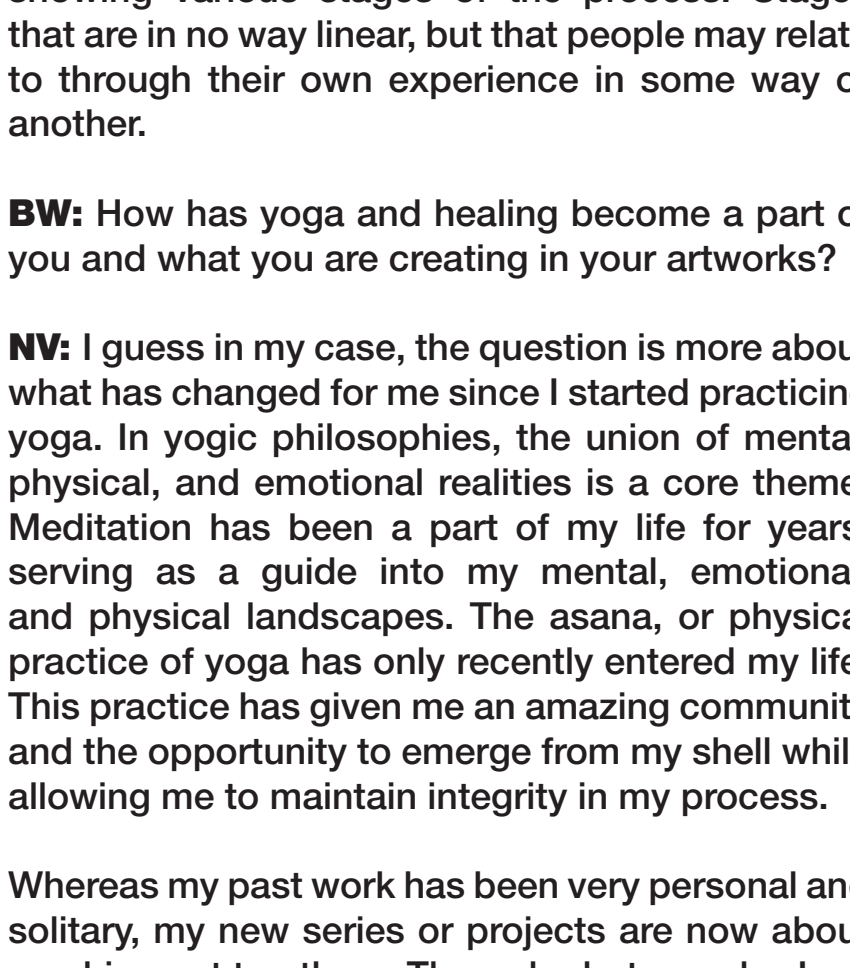 showing various stages of the process. Stage
that are in no way linear, but that people may relat
to through their own experience in some way o
another.
BW: How has yoga and healing become a part o
you and what you are creating in your artworks?
NV: I guess in my case, the question is more abou
what has changed for me since I started practicin
yoga. In yogic philosophies, the union of menta
physical, and emotional realities is a core theme
Meditation has been a part of my life for years
serving as a guide into my mental, emotiona
and physical landscapes. The asana, or physica
practice of yoga has only recently entered my life
This practice has given me an amazing communit
and the opportunity to emerge from my shell whil
allowing me to maintain integrity in my process.
Whereas my past work has been very personal an
solitary, my new series or projects are now abou